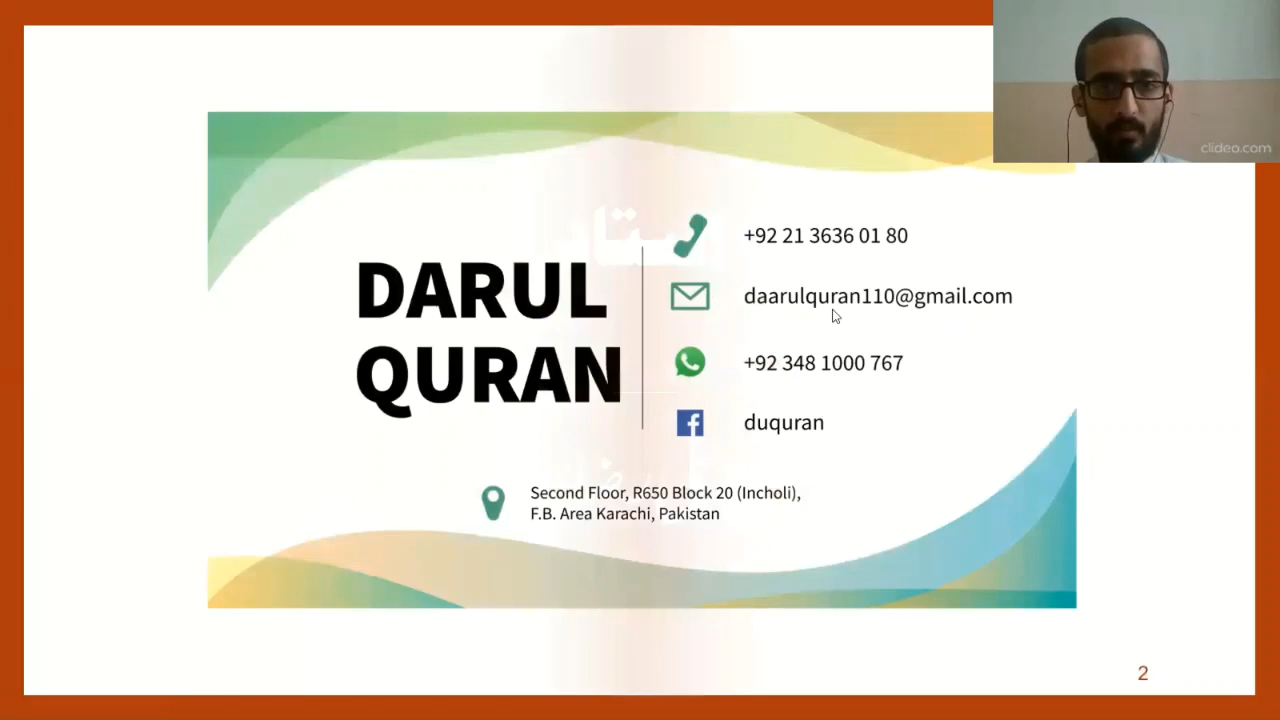 DARUL
QURAN
+92 21 3636 01 80
daarulquran110@gmail.com
+92 348 1000 767
duquran
Second Floor, R650 Block 20 (Incholi),
F.B. Area Karachi, Pakistan
clideo.com
2